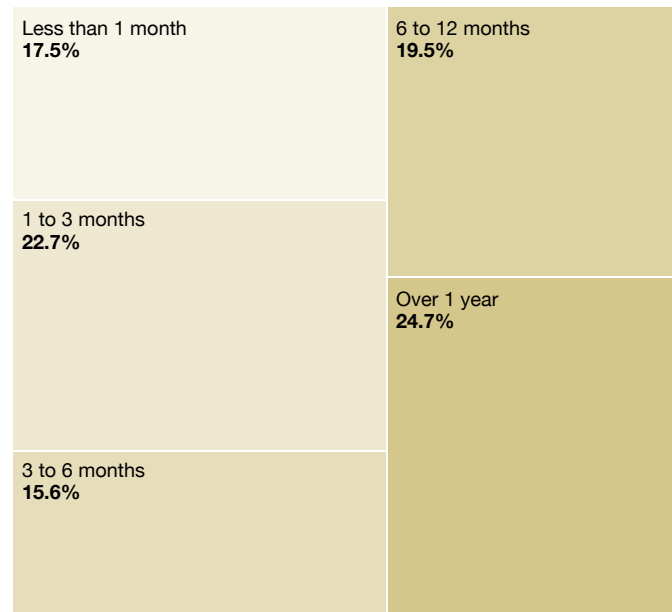 Less than 1 month
17.5%
1 to 3 months
22.7%
3 to 6 months
15.6%
6 to 12 months
19.5%
Over 1 year
24.7%